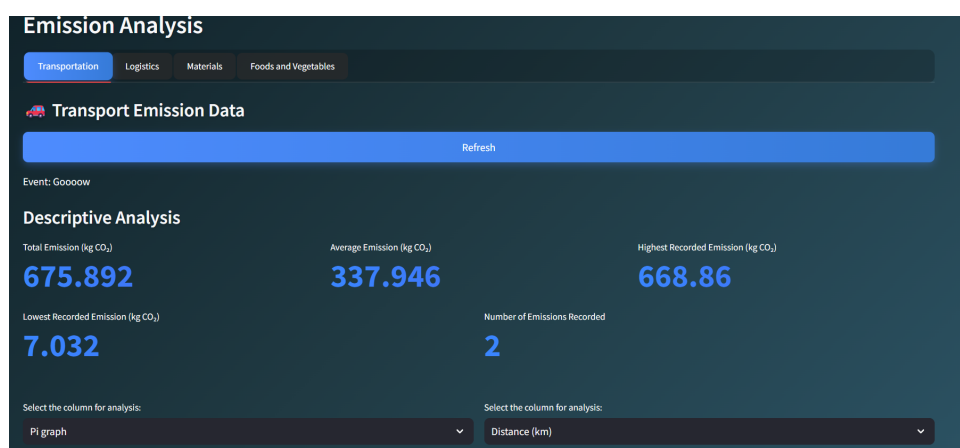 Emission Analysis
Transportation Logistics Materials Foods and Vegetables
Transport Emission Data
Refresh
Event: Goooow
Descriptive Analysis
Total Emission (kg CO₂) Average Emission (kg CO₂) Highest Recorded Emission (kg CO₂)
675.892 337.946 668.86
Lowest Recorded Emission (kg CO₂) Number of Emissions Recorded
7.032 2
Select the column for analysis: Select the column for analysis:
Pi graph Distance (km)